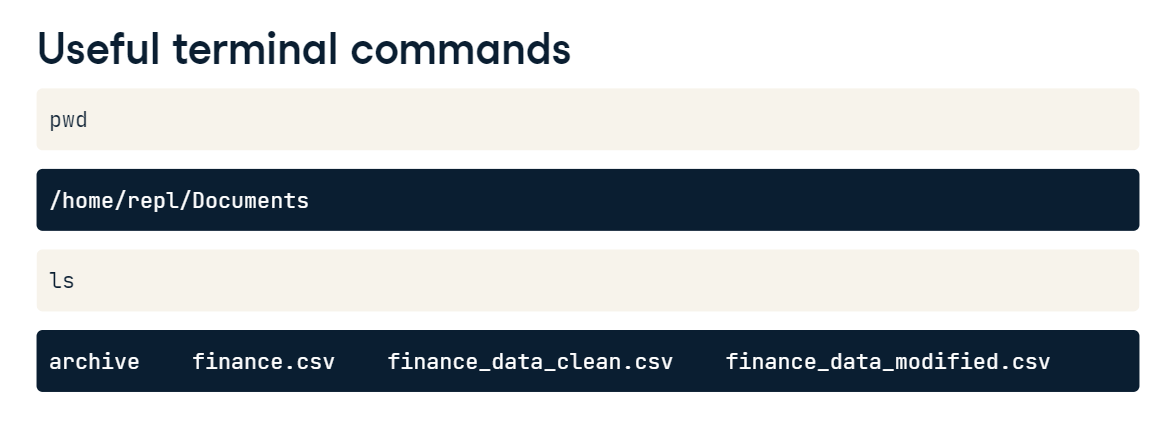 Useful terminal commands
pwd
/home/repl/Documents
ls
archive    finance.csv    finance_data_clean.csv    finance_data_modified.csv